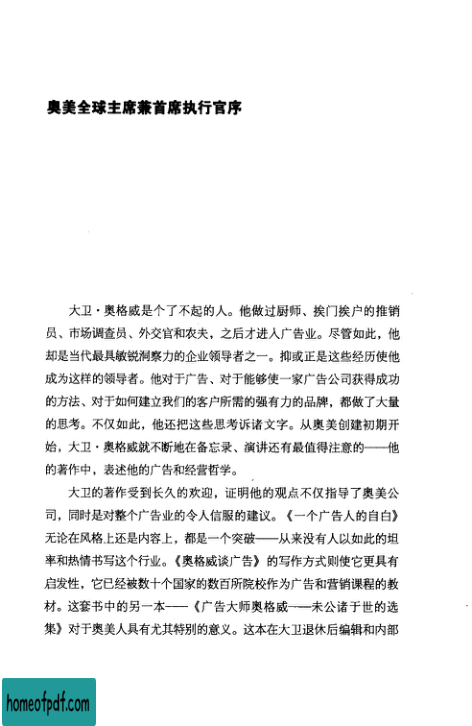 奥美全球主席兼首席执行官序
大卫·奥格威是个了不起的人。他做过厨师、挨门挨户的推销
员、市场调查员、外交官和农夫，之后才进入广告业。尽管如此，他
却是当代最具敏锐洞察力的企业领导者之一。抑或正是这些经历使他
成为这样的领导者。他对于广告、对于能够使一家广告公司获得成功
的方法、对于如何建立我们的客户所需的强有力的品牌，都做了大量
的思考。不仅如此，他还把这些思考诉诸文字。从奥美创建初期开
始，大卫·奥格威就不断地在备忘录、演讲还有最值得注意的——他
的著作中，表述他的广告和经营哲学。
大卫的著作受到长久的欢迎，证明他的观点不仅指导了奥美公
司，同时是对整个广告业的令人信服的建议。《一个广告人的自白》
无论在风格上还是内容上，都是一个突破——从来没有人以如此的坦
率和热情书写这个行业。《奥格威谈广告》的写作方式则使它更具有
启发性，它已经被数十个国家的数百所院校作为广告和营销课程的教
材。这套书中的另一本——《广告大师奥格威——未公诸于世的选
集》对于奥美人具有尤其特别的意义。这本在大卫退休后编辑和内部
homeofpdf.com